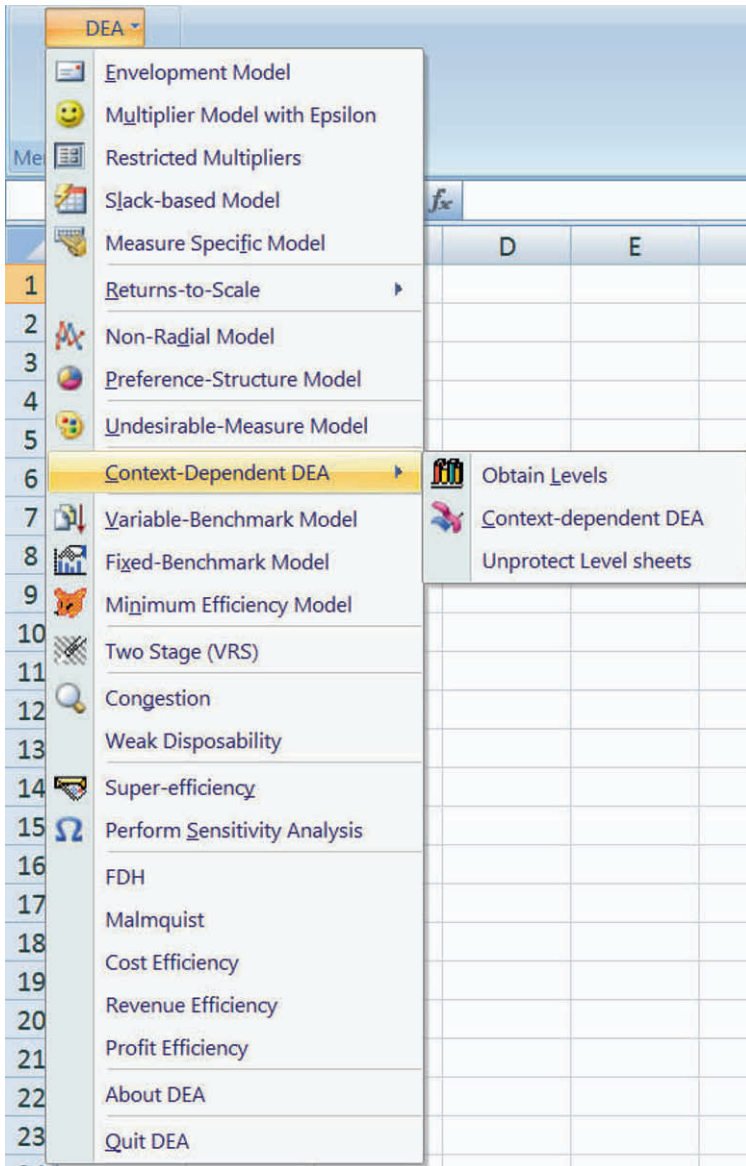 DEA
Envelopment Model
Multiplier Model with Epsilon
Me
Restricted Multipliers
Slack-based Model
fx
Measure Specific Model
D E
1
Returns-to-Scale
2
Non-Radial Model
3
Preference-Structure Model
4
5
Undesirable-Measure Model
6
Context-Dependent DEA
Obtain Levels
7
Variable-Benchmark Model
Context-dependent DEA
8
Fixed-Benchmark Model
Unprotect Level sheets
9
Minimum Efficiency Model
10
Two Stage (VRS)
11
12
Congestion
13
Weak Disposability
14
Super-efficiency
15
Perform Sensitivity Analysis
16
FDH
17
Malmquist
18
Cost Efficiency
19
20
Revenue Efficiency
21
Profit Efficiency
22
About DEA
23
Quit DEA